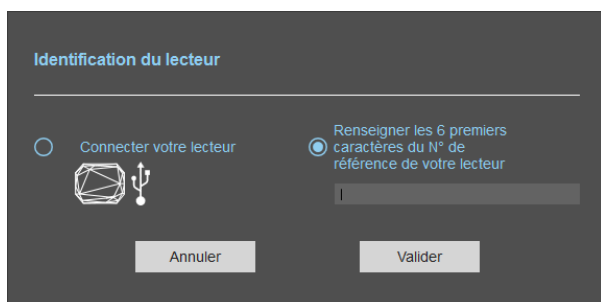 Identification du lecteur
Connecter votre lecteur
Renseigner les 6 premiers
caractères du N° de
référence de votre lecteur
Annuler
Valider